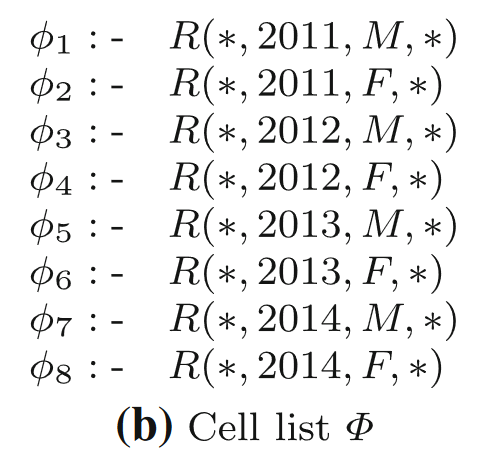 ϕ₁ : - R(∗, 2011, M, ∗)
ϕ₂ : - R(∗, 2011, F, ∗)
ϕ₃ : - R(∗, 2012, M, ∗)
ϕ₄ : - R(∗, 2012, F, ∗)
ϕ₅ : - R(∗, 2013, M, ∗)
ϕ₆ : - R(∗, 2013, F, ∗)
ϕ₇ : - R(∗, 2014, M, ∗)
ϕ₈ : - R(∗, 2014, F, ∗)
(b) Cell list Φ